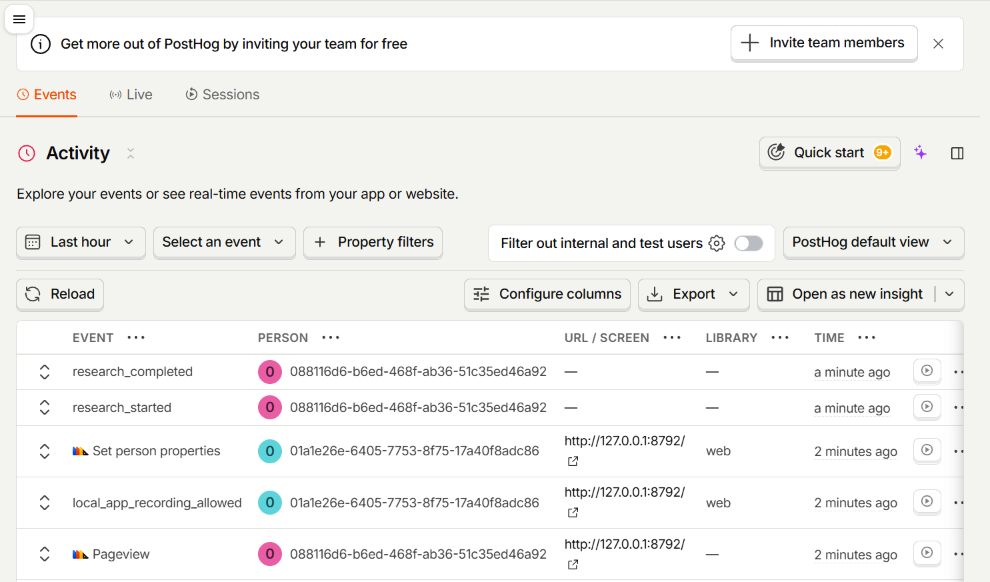 Get more out of PostHog by inviting your team for free
Invite team members
Events Live Sessions
Activity
Quick start 9+
Explore your events or see real-time events from your app or website.
Last hour Select an event Property filters Filter out internal and test users PostHog default view
Reload Configure columns Export Open as new insight
EVENT PERSON URL / SCREEN LIBRARY TIME
research_completed 0 088116d6-b6ed-468f-ab36-51c35ed46a92 — — a minute ago
research_started 0 088116d6-b6ed-468f-ab36-51c35ed46a92 — — a minute ago
Set person properties 0 01a1e26e-6405-7753-8f75-17a40f8adc86 http://127.0.0.1:8792/ web 2 minutes ago
local_app_recording_allowed 0 01a1e26e-6405-7753-8f75-17a40f8adc86 http://127.0.0.1:8792/ web 2 minutes ago
Pageview 0 088116d6-b6ed-468f-ab36-51c35ed46a92 http://127.0.0.1:8792/ — 2 minutes ago